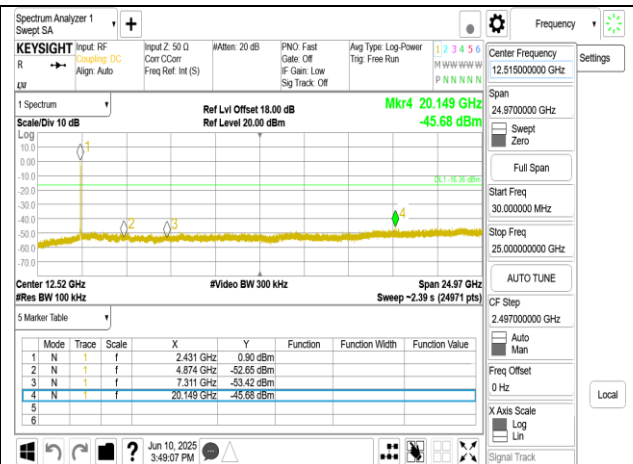 Spectrum Analyzer 1
Swept SA
+
Frequency
KEYSIGHT
R
LXI
Input: RF
Coupling: DC
Align: Auto
Input Z: 50 Ω
Corr CCorr
Freq Ref: Int (S)
#Atten: 20 dB
PNO: Fast
Gate: Off
IF Gain: Low
Sig Track: Off
Avg Type: Log-Power
Trig: Free Run
1 2 3 4 5 6
M W W W W W
P N N N N N
1 Spectrum
Scale/Div 10 dB
Ref Lvl Offset 18.00 dB
Ref Level 20.00 dBm
Mkr4 20.149 GHz
-45.68 dBm
Log
10.0
0.00
-10.0
-20.0
-30.0
-40.0
-50.0
-60.0
-70.0
1
2
3
4
Center 12.52 GHz
#Res BW 100 kHz
#Video BW 300 kHz
Span 24.97 GHz
Sweep ~2.39 s (24971 pts)
5 Marker Table
Mode Trace Scale X Y Function Function Width Function Value
1 N 1 f 2.431 GHz 0.90 dBm
2 N 1 f 4.874 GHz -52.65 dBm
3 N 1 f 7.311 GHz -53.42 dBm
4 N 1 f 20.149 GHz -45.68 dBm
5
6
Jun 10, 2025
3:49:07 PM
Center Frequency
12.515000000 GHz
Settings
Span
24.9700000 GHz
Swept
Zero
Full Span
Start Freq
30.000000 MHz
Stop Freq
25.000000000 GHz
AUTO TUNE
CF Step
2.497000000 GHz
Auto
Man
Freq Offset
0 Hz
Local
X Axis Scale
Log
Lin
Signal Track